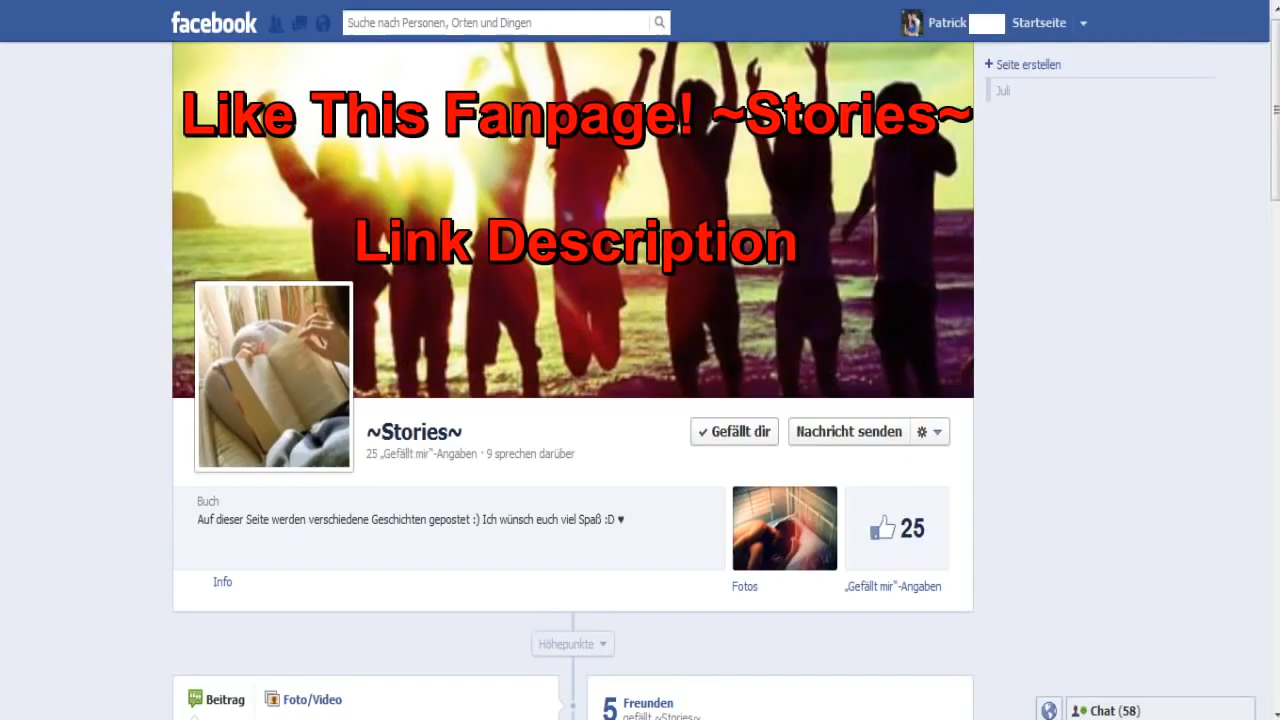 facebook
Suche nach Personen, Orten und Dingen
Patrick
Startseite
Seite erstellen
Juli
Like This Fanpage! ~Stories~
Link Description
~Stories~
25 „Gefällt mir“-Angaben · 9 sprechen darüber
Gefällt dir
Nachricht senden
Buch
Auf dieser Seite werden verschiedene Geschichten gepostet :) Ich wünsch euch viel Spaß :D ♥
25
Info
Fotos
„Gefällt mir“-Angaben
Höhepunkte
Beitrag
Foto/Video
5 Freunden
gefällt ~Stories~
Chat (58)